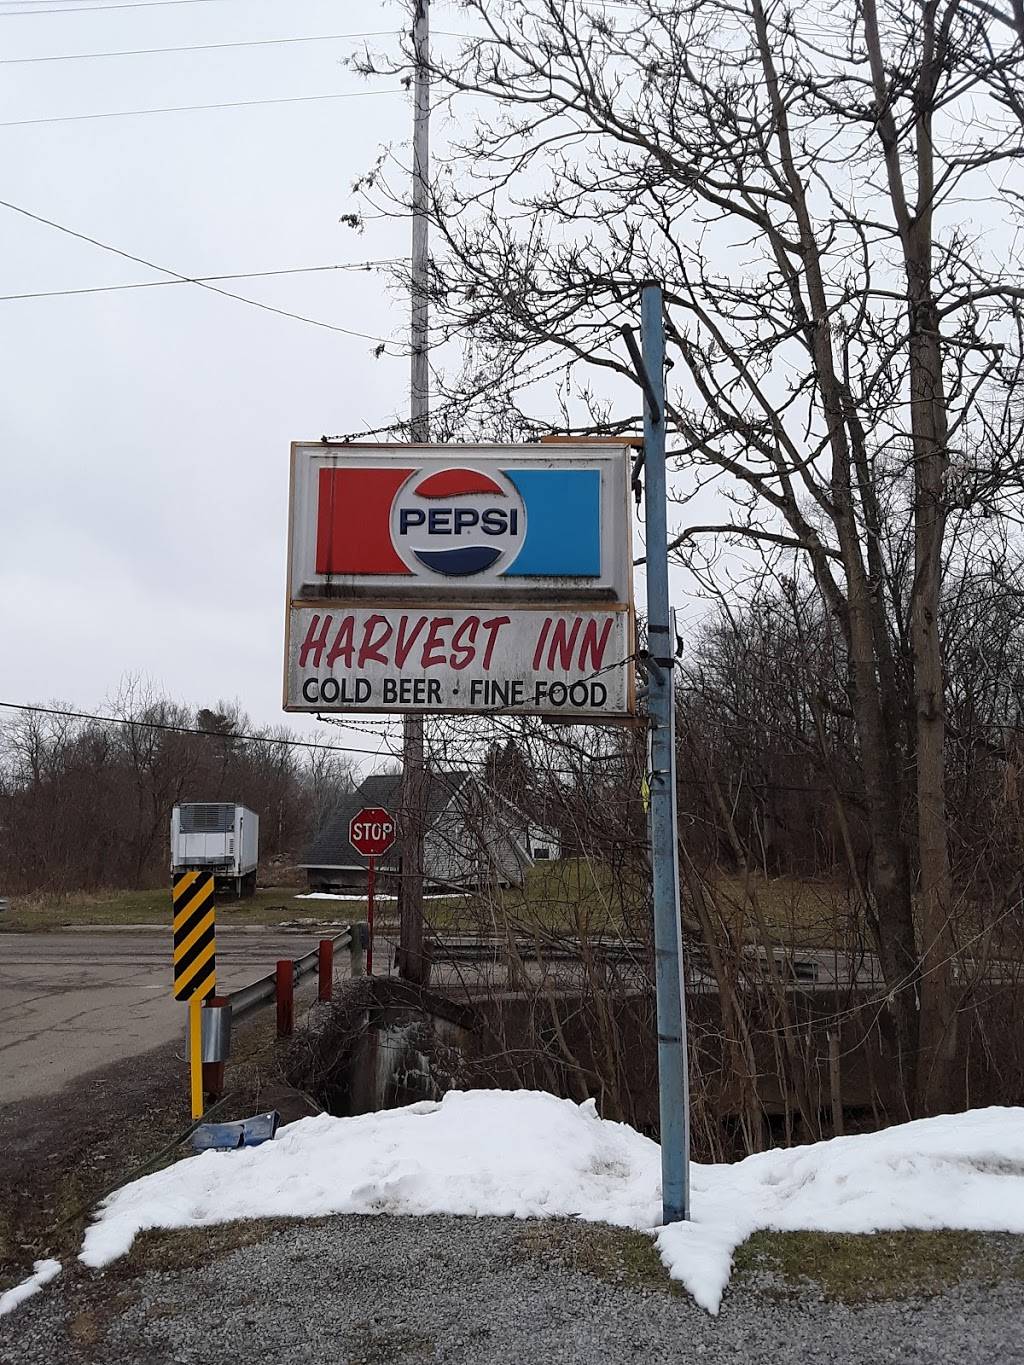 PEPSI
HARVEST INN
COLD BEER · FINE FOOD
STOP